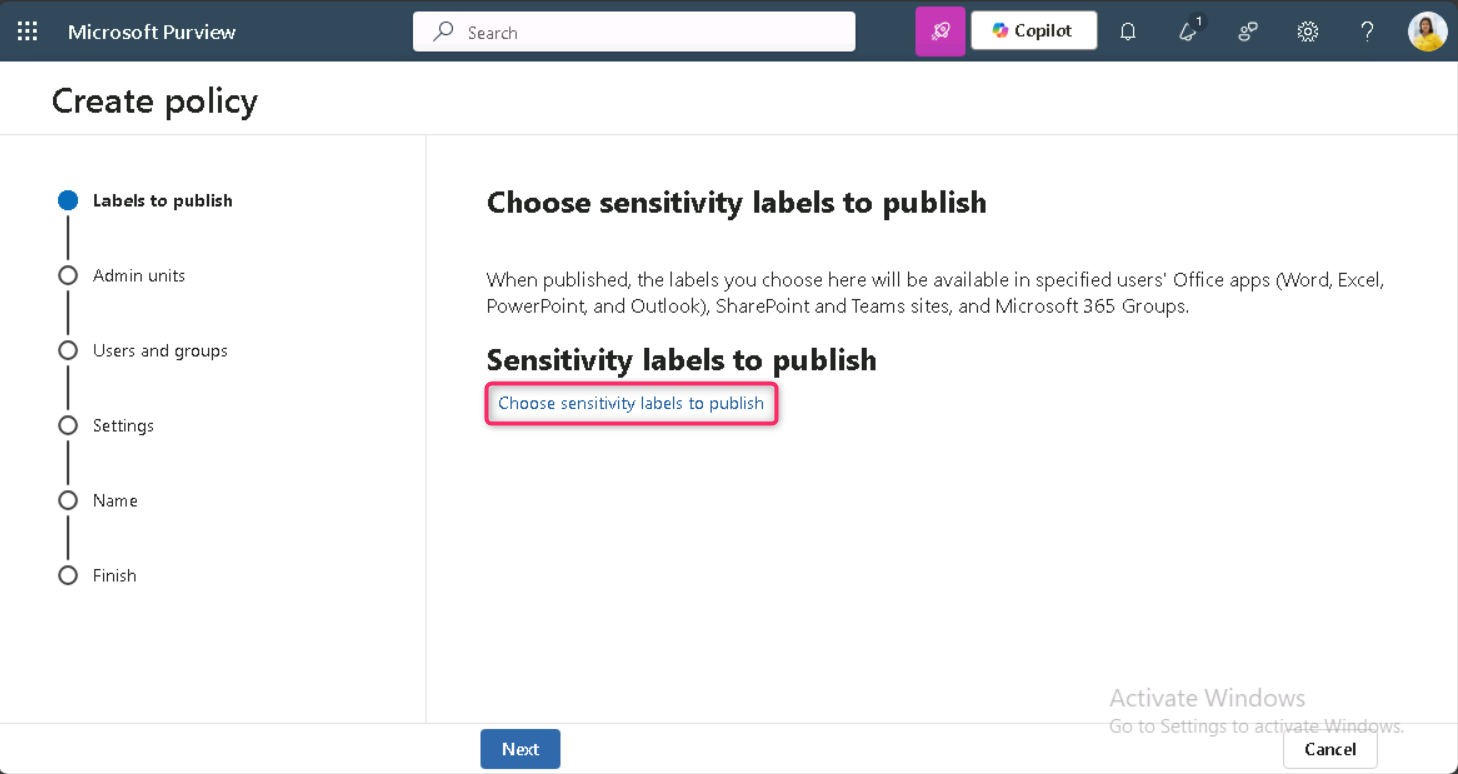 Microsoft Purview
Search
Copilot
1
Create policy
Labels to publish
Admin units
Users and groups
Settings
Name
Finish
Choose sensitivity labels to publish
When published, the labels you choose here will be available in specified users' Office apps (Word, Excel,
PowerPoint, and Outlook), SharePoint and Teams sites, and Microsoft 365 Groups.
Sensitivity labels to publish
Choose sensitivity labels to publish
Activate Windows
Go to Settings to activate Windows.
Next
Cancel